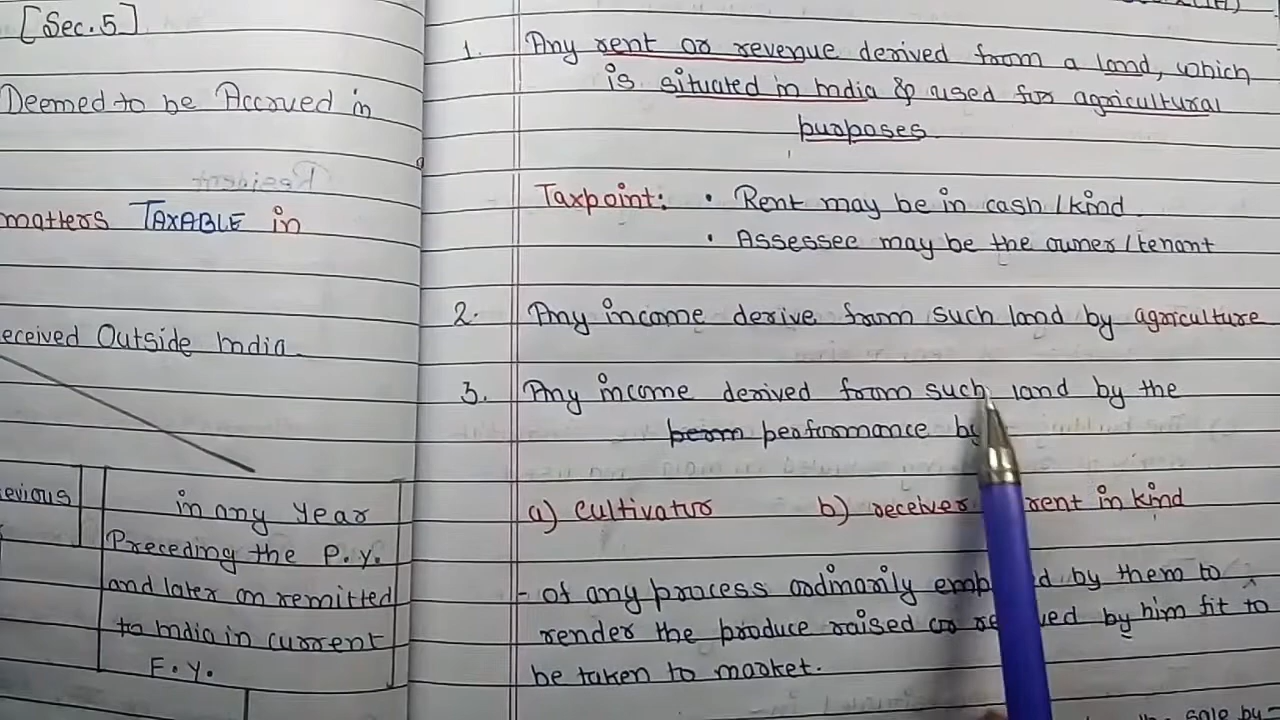 [Sec.5]
Deemed to be Accrued in
matters TAXABLE in
eceived Outside India
evious
in any year
Preceding the P.Y.
and later on remitted
to India in current
F.Y.
1. Any rent or revenue derived from a land, which
is situated in India & used for agricultural
purposes.
Taxpoint: • Rent may be in cash / kind
• Assessee may be the owner / tenant
2. Any income derive from such land by agriculture
3. Any income derived from such land by the
perfromance by
a) Cultivator b) receiver rent in kind
- of any process ordinarily emp d by them to
render the produce raised or re ved by him fit to
be taken to market.
sale by-